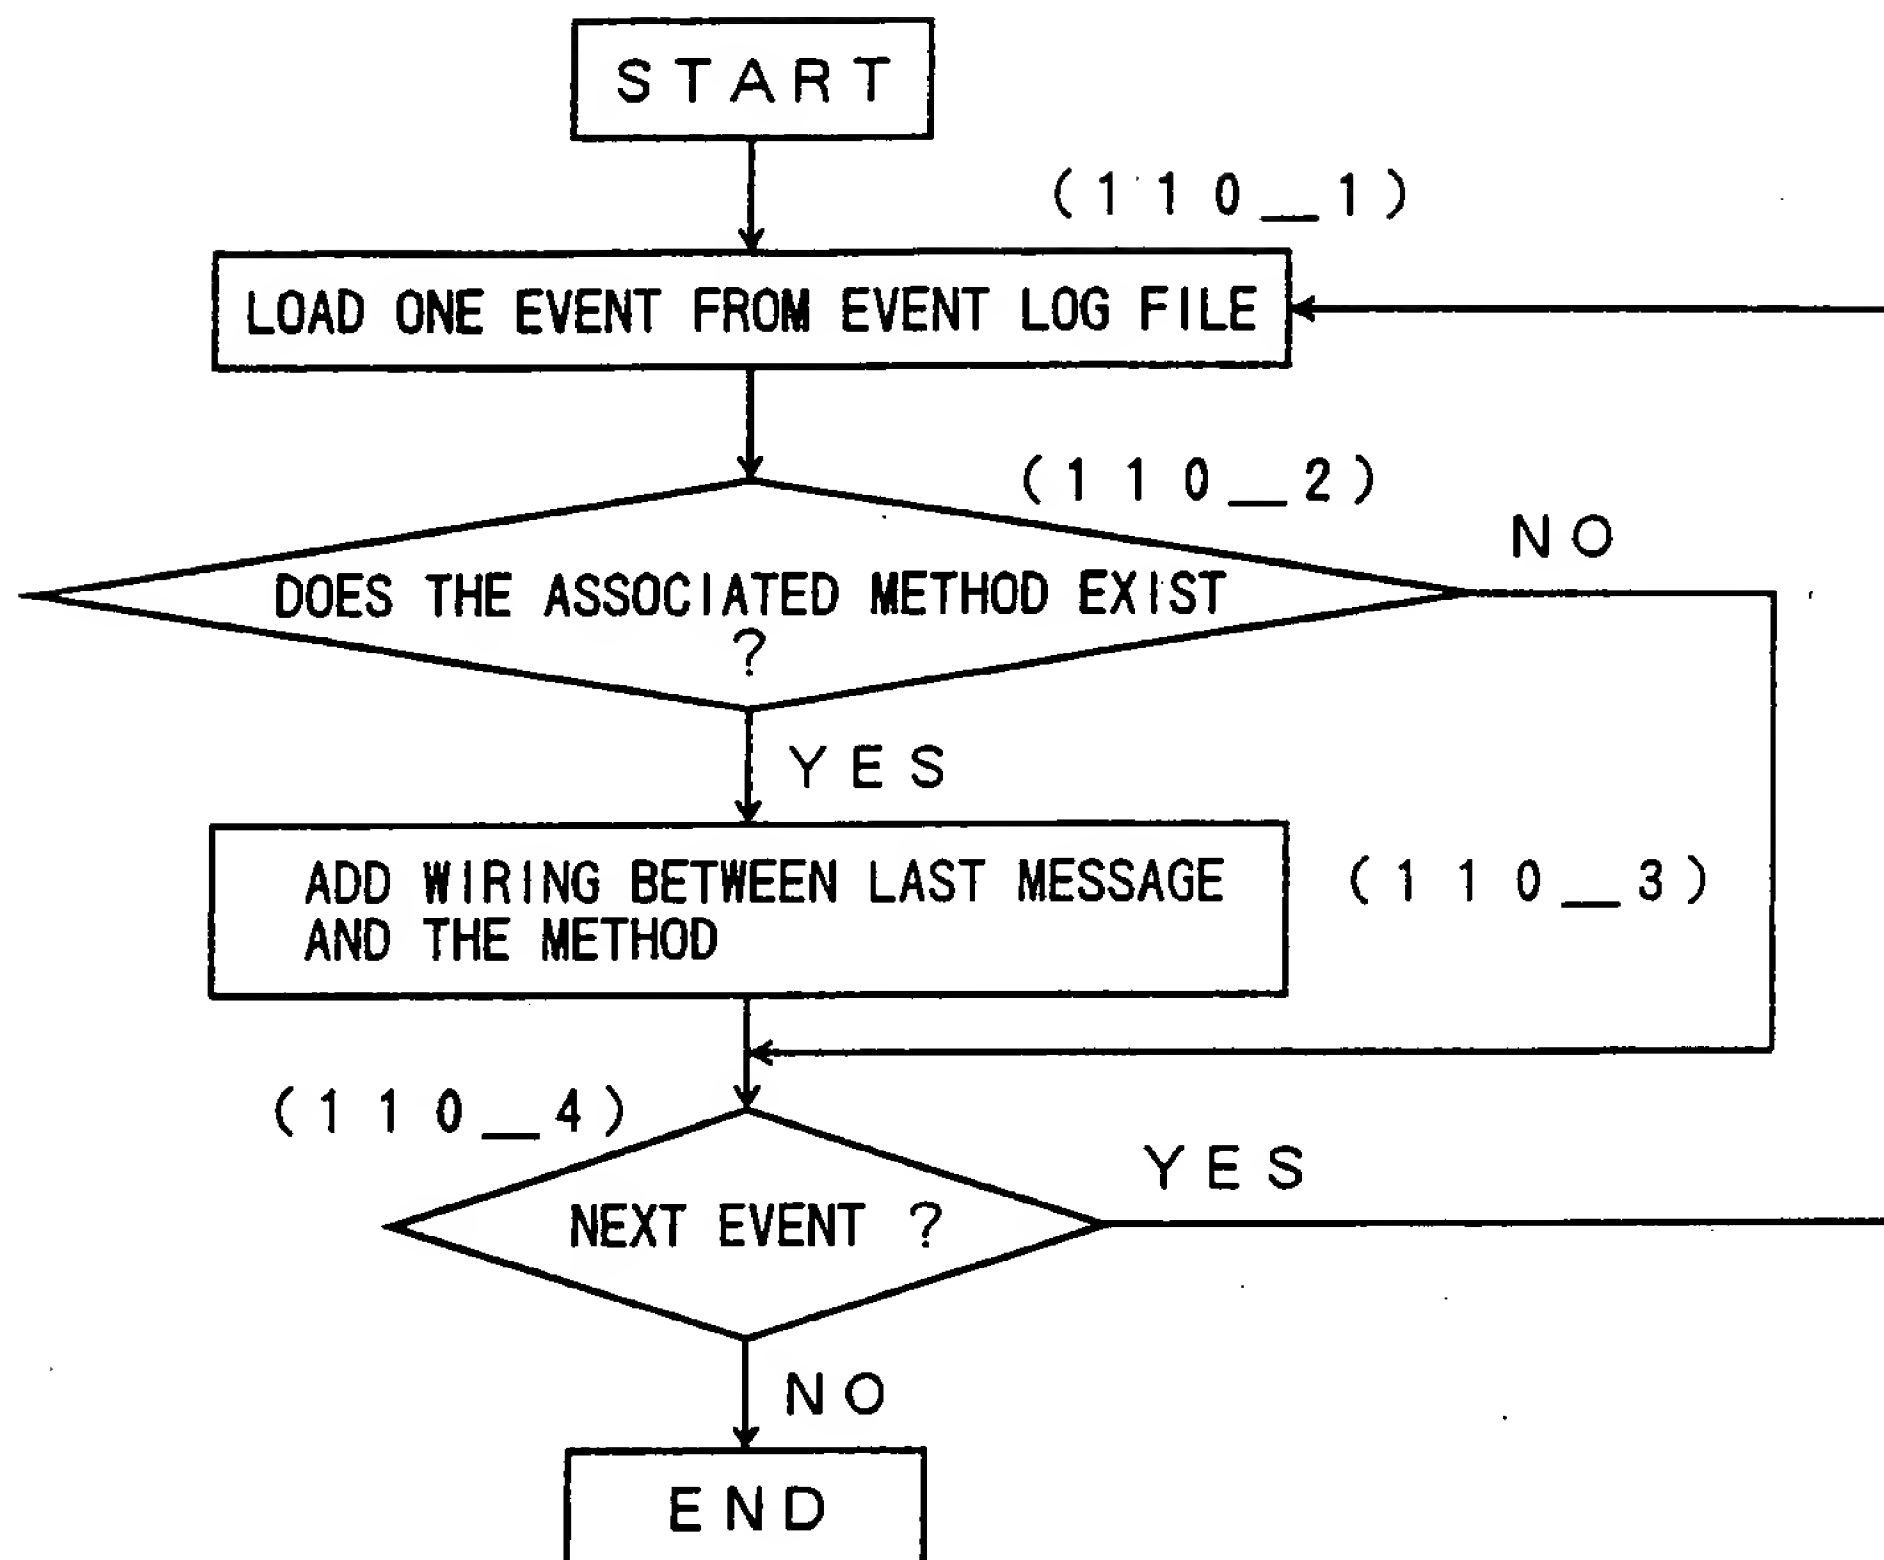 START
(110_1)
LOAD ONE EVENT FROM EVENT LOG FILE
(110_2)
NO
DOES THE ASSOCIATED METHOD EXIST
?
YES
ADD WIRING BETWEEN LAST MESSAGE
AND THE METHOD
(110_3)
(110_4)
YES
NEXT EVENT ?
NO
END